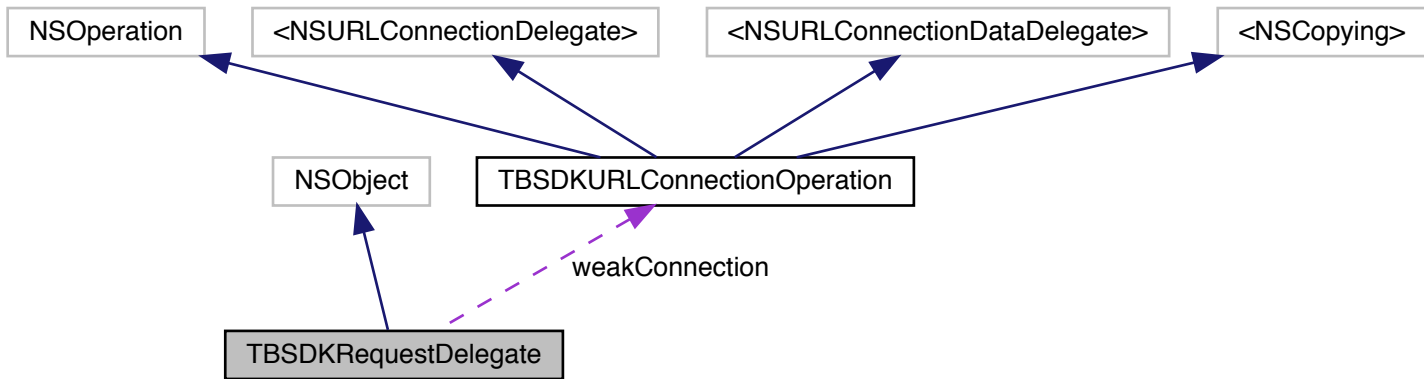 NSOperation
<NSURLConnectionDelegate>
<NSURLConnectionDataDelegate>
<NSCopying>
NSObject
TBSDKURLConnectionOperation
weakConnection
TBSDKRequestDelegate